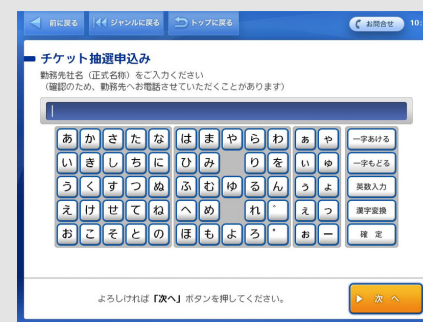 前に戻る ジャンルに戻る トップに戻る お問合せ 10:
チケット抽選申込み
勤務先社名（正式名称）をご入力ください
（確認のため、勤務先へお電話させていただくことがあります）
あ か さ た な は ま や ら わ ぁ ゃ 一字あける
い き し ち に ひ み り を ぃ ゅ 一字もどる
う く す つ ぬ ふ む ゆ る ん ぅ ょ 英数入力
え け せ て ね へ め れ ゛ ぇ っ 漢字変換
お こ そ と の ほ も よ ろ ゜ ぉ ー 確 定
よろしければ「次へ」ボタンを押してください。 次 へ